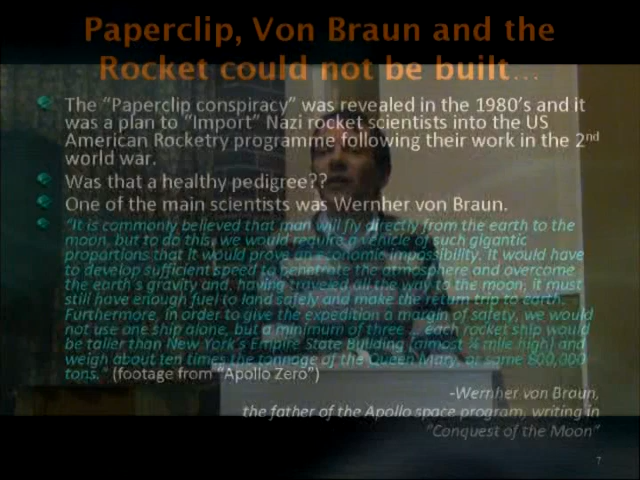 Paperclip, Von Braun and the
Rocket could not be built…
The “Paperclip conspiracy” was revealed in the 1980’s and it
was a plan to “Import” Nazi rocket scientists into the US
American Rocketry programme following their work in the 2nd
world war.
Was that a healthy pedigree??
One of the main scientists was Wernher von Braun.
“It is commonly believed that man will fly directly from the earth to the
moon, but to do this, we would require a vehicle of such gigantic
proportions that it would prove an economic impossibility. It would have
to develop sufficient speed to penetrate the atmosphere and overcome
the earth’s gravity and, having traveled all the way to the moon, it must
still have enough fuel to land safely and make the return trip to earth.
Furthermore, in order to give the expedition a margin of safety, we would
not use one ship alone, but a minimum of three … each rocket ship would
be taller than New York’s Empire State Building [almost ¼ mile high] and
weigh about ten times the tonnage of the Queen Mary, or some 800,000
tons.” (footage from “Apollo Zero”)
-Wernher von Braun,
the father of the Apollo space program, writing in
“Conquest of the Moon”
7